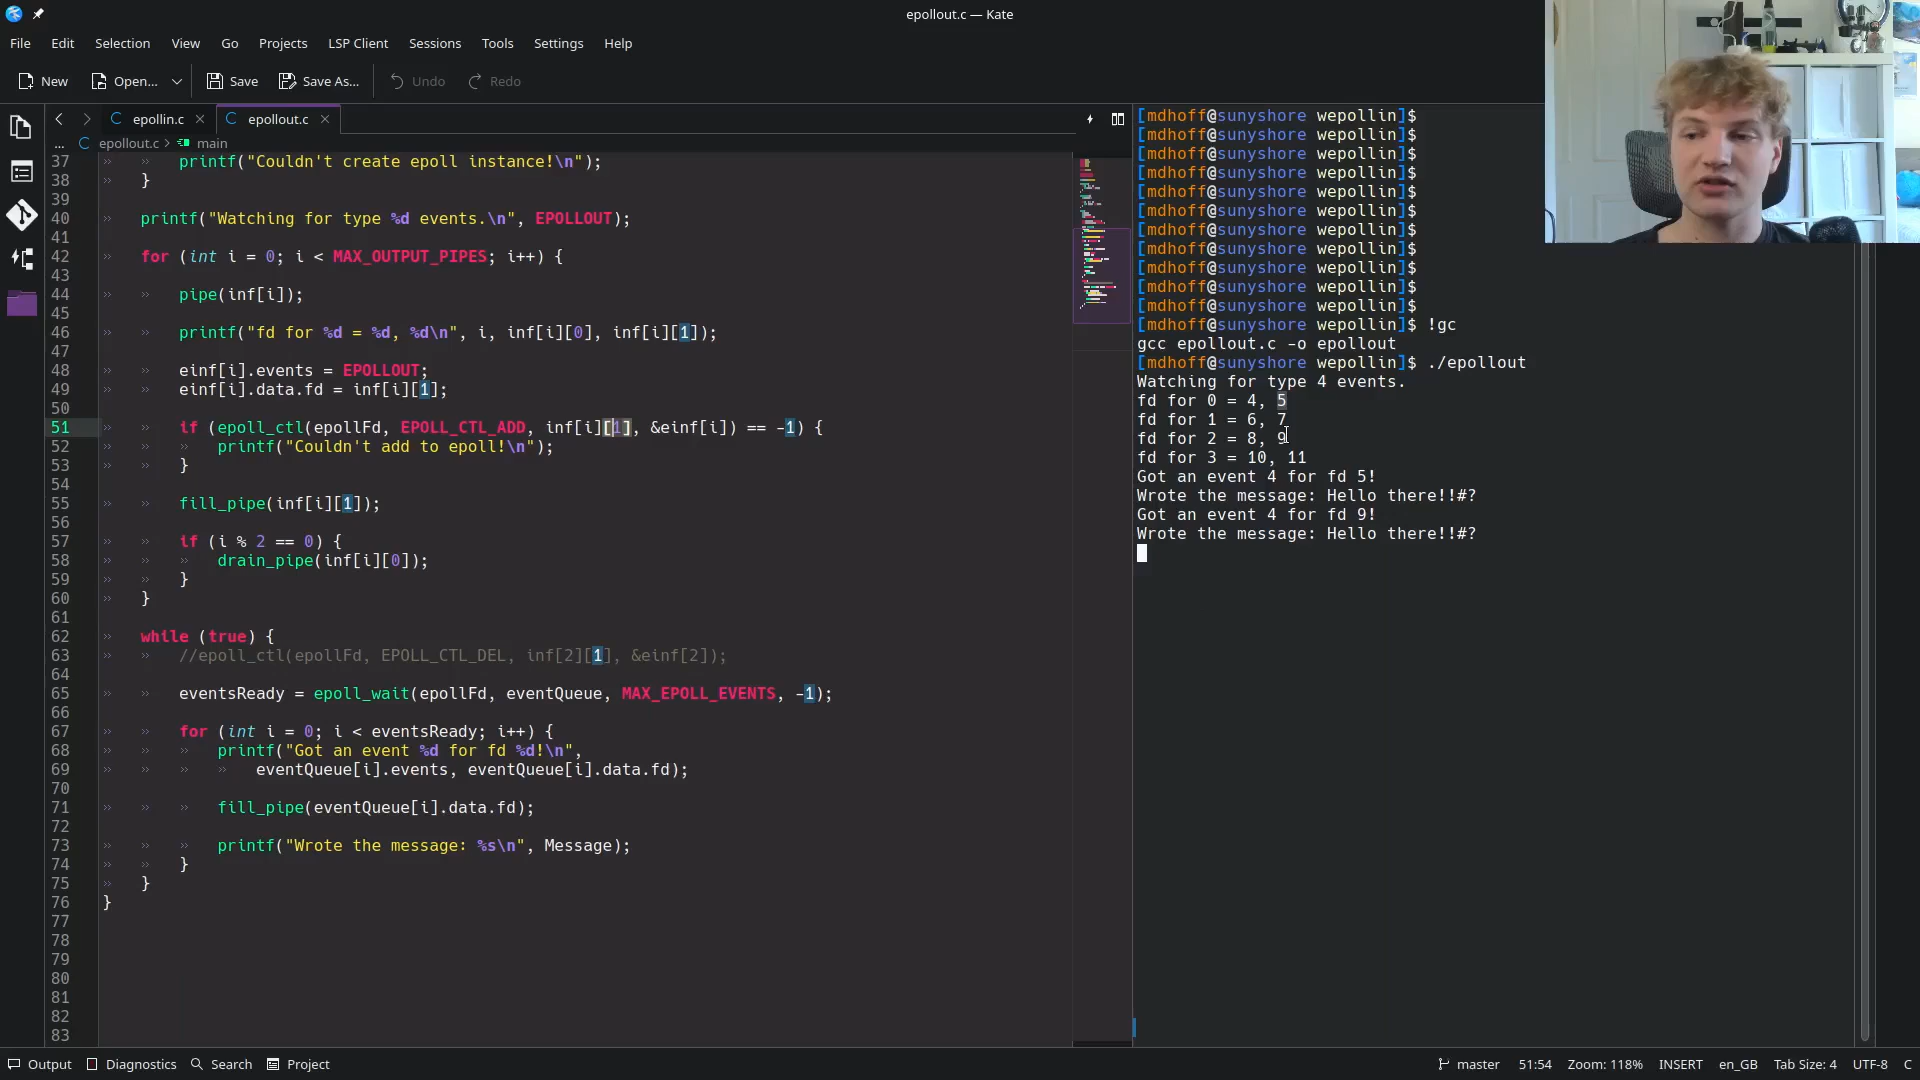 epollout.c — Kate
File Edit Selection View Go Projects LSP Client Sessions Tools Settings Help
New Open... Save Save As... Undo Redo
epollin.c epollout.c
... epollout.c main
37 printf("Couldn't create epoll instance!\n");
38 }
39
40 printf("Watching for type %d events.\n", EPOLLOUT);
41
42 for (int i = 0; i < MAX_OUTPUT_PIPES; i++) {
43
44 pipe(inf[i]);
45
46 printf("fd for %d = %d, %d\n", i, inf[i][0], inf[i][1]);
47
48 einf[i].events = EPOLLOUT;
49 einf[i].data.fd = inf[i][1];
50
51 if (epoll_ctl(epollFd, EPOLL_CTL_ADD, inf[i][1], &einf[i]) == -1) {
52 printf("Couldn't add to epoll!\n");
53 }
54
55 fill_pipe(inf[i][1]);
56
57 if (i % 2 == 0) {
58 drain_pipe(inf[i][0]);
59 }
60 }
61
62 while (true) {
63 //epoll_ctl(epollFd, EPOLL_CTL_DEL, inf[2][1], &einf[2]);
64
65 eventsReady = epoll_wait(epollFd, eventQueue, MAX_EPOLL_EVENTS, -1);
66
67 for (int i = 0; i < eventsReady; i++) {
68 printf("Got an event %d for fd %d!\n",
69 eventQueue[i].events, eventQueue[i].data.fd);
70
71 fill_pipe(eventQueue[i].data.fd);
72
73 printf("Wrote the message: %s\n", Message);
74 }
75 }
76 }
77
78
79
80
81
82
83
[mdhoff@sunyshore wepollin]$
[mdhoff@sunyshore wepollin]$
[mdhoff@sunyshore wepollin]$
[mdhoff@sunyshore wepollin]$
[mdhoff@sunyshore wepollin]$
[mdhoff@sunyshore wepollin]$
[mdhoff@sunyshore wepollin]$
[mdhoff@sunyshore wepollin]$
[mdhoff@sunyshore wepollin]$
[mdhoff@sunyshore wepollin]$
[mdhoff@sunyshore wepollin]$
[mdhoff@sunyshore wepollin]$ !gc
gcc epollout.c -o epollout
[mdhoff@sunyshore wepollin]$ ./epollout
Watching for type 4 events.
fd for 0 = 4, 5
fd for 1 = 6, 7
fd for 2 = 8, 9
fd for 3 = 10, 11
Got an event 4 for fd 5!
Wrote the message: Hello there!!#?
Got an event 4 for fd 9!
Wrote the message: Hello there!!#?
Output Diagnostics Search Project master 51:54 Zoom: 118% INSERT en_GB Tab Size: 4 UTF-8 C